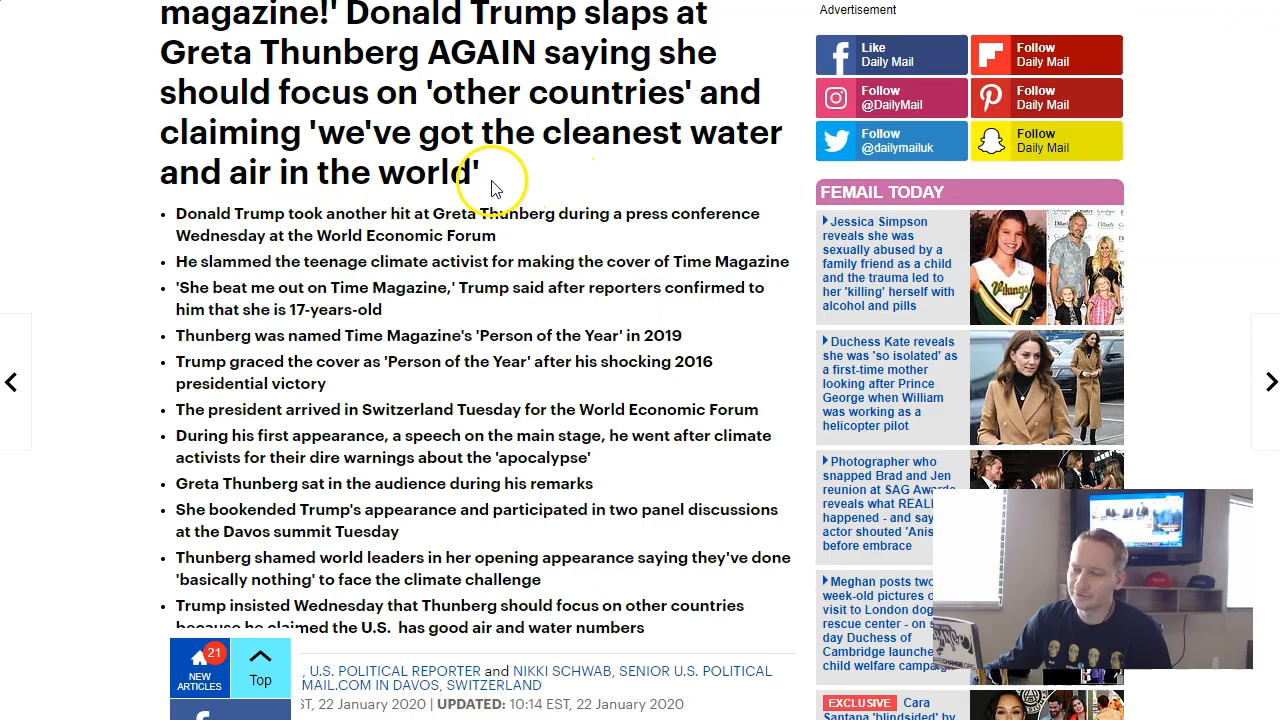 magazine!' Donald Trump slaps at
Greta Thunberg AGAIN saying she
should focus on 'other countries' and
claiming 'we've got the cleanest water
and air in the world'
Donald Trump took another hit at Greta Thunberg during a press conference
Wednesday at the World Economic Forum
He slammed the teenage climate activist for making the cover of Time Magazine
'She beat me out on Time Magazine,' Trump said after reporters confirmed to
him that she is 17-years-old
Thunberg was named Time Magazine's 'Person of the Year' in 2019
Trump graced the cover as 'Person of the Year' after his shocking 2016
presidential victory
The president arrived in Switzerland Tuesday for the World Economic Forum
During his first appearance, a speech on the main stage, he went after climate
activists for their dire warnings about the 'apocalypse'
Greta Thunberg sat in the audience during his remarks
She bookended Trump's appearance and participated in two panel discussions
at the Davos summit Tuesday
Thunberg shamed world leaders in her opening appearance saying they've done
'basically nothing' to face the climate challenge
Trump insisted Wednesday that Thunberg should focus on other countries
because he claimed the U.S. has good air and water numbers
21
NEW
ARTICLES
Top
, U.S. POLITICAL REPORTER and NIKKI SCHWAB, SENIOR U.S. POLITICAL
MAIL.COM IN DAVOS, SWITZERLAND
ST, 22 January 2020 | UPDATED: 10:14 EST, 22 January 2020
Advertisement
Like
Daily Mail
Follow
Daily Mail
Follow
@DailyMail
Follow
Daily Mail
Follow
@dailymailuk
Follow
Daily Mail
FEMAIL TODAY
Jessica Simpson
reveals she was
sexually abused by a
family friend as a child
and the trauma led to
her 'killing' herself with
alcohol and pills
Vikings
Dillard's
Duchess Kate reveals
she was 'so isolated' as
a first-time mother
looking after Prince
George when William
was working as a
helicopter pilot
Photographer who
snapped Brad and Jen
reunion at SAG Awards
reveals what REALL
happened - and say
actor shouted 'Anis
before embrace
Meghan posts two
week-old pictures o
visit to London dog
rescue center - on s
day Duchess of
Cambridge launche
child welfare campa
EXCLUSIVE Cara
Santana 'blindsided' by